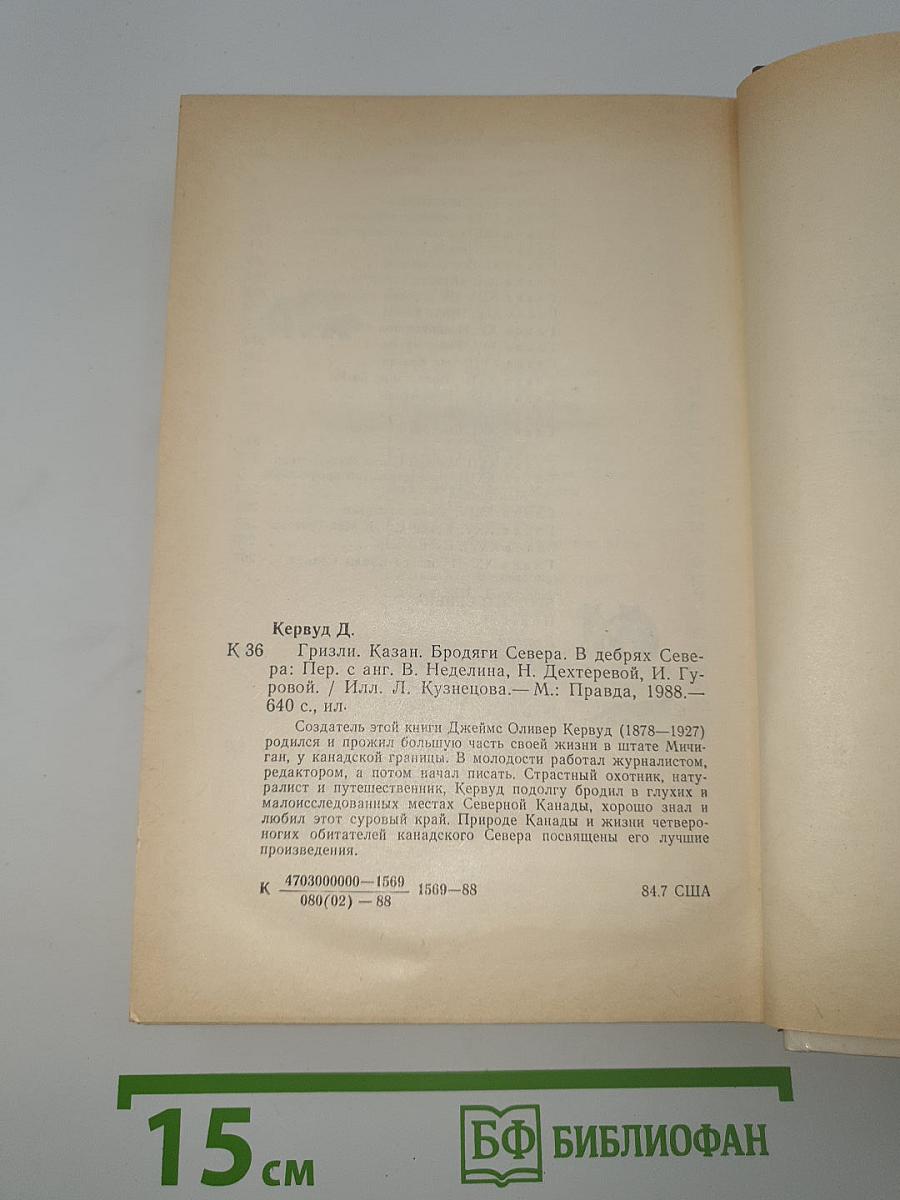 Кервуд Д.
К 36 Гризли. Казан. Бродяги Севера. В дебрях Севе-
ра: Пер. с анг. В. Неделина, Н. Дехтеревой, И. Гу-
ровой. / Илл. Л. Кузнецова.— М.: Правда, 1988.—
640 с., ил.
Создатель этой книги Джеймс Оливер Кервуд (1878—1927)
родился и прожил большую часть своей жизни в штате Мичи-
ган, у канадской границы. В молодости работал журналистом,
редактором, а потом начал писать. Страстный охотник, нату-
ралист и путешественник, Кервуд подолгу бродил в глухих и
малоисследованных местах Северной Канады, хорошо знал и
любил этот суровый край. Природе Канады и жизни четверо-
ногих обитателей канадского Севера посвящены его лучшие
произведения.
К 4703000000—1569 1569—88 84.7 США
080(02) — 88
15 см БФ БИБЛИОФАН